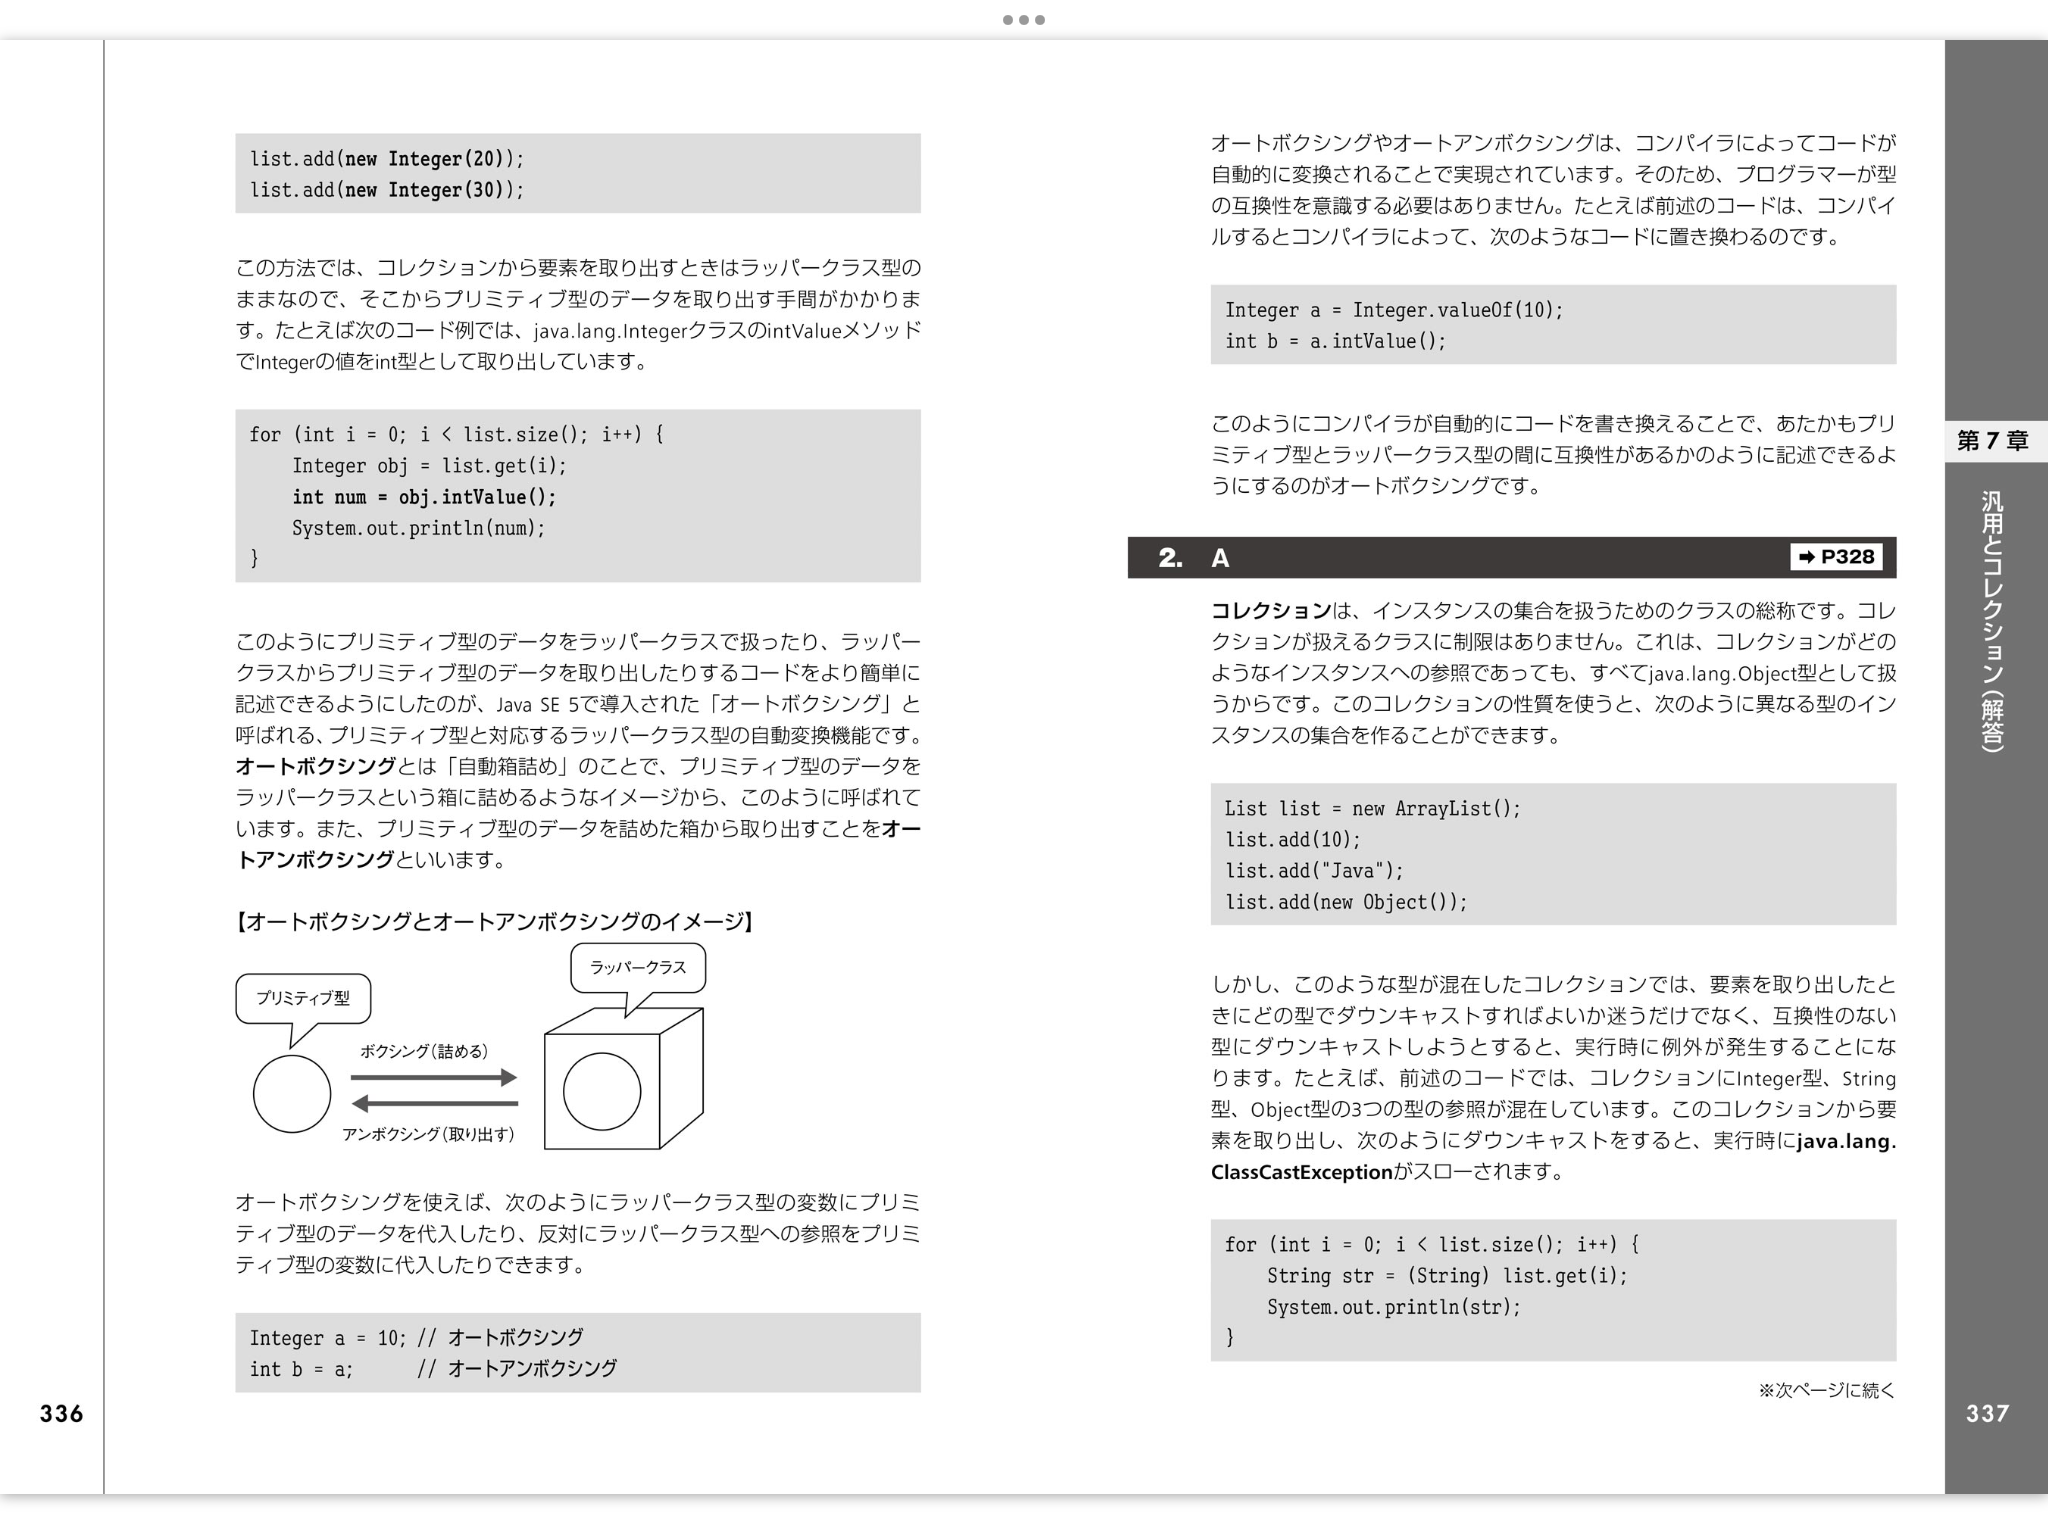 list.add(new Integer(20));
list.add(new Integer(30));
この方法では、コレクションから要素を取り出すときはラッパークラス型の
ままなので、そこからプリミティブ型のデータを取り出す手間がかかりま
す。たとえば次のコード例では、java.lang.IntegerクラスのintValueメソッド
でIntegerの値をint型として取り出しています。
for (int i = 0; i < list.size(); i++) {
    Integer obj = list.get(i);
    int num = obj.intValue();
    System.out.println(num);
}
このようにプリミティブ型のデータをラッパークラスで扱ったり、ラッパー
クラスからプリミティブ型のデータを取り出したりするコードをより簡単に
記述できるようにしたのが、Java SE 5で導入された「オートボクシング」と
呼ばれる、プリミティブ型と対応するラッパークラス型の自動変換機能です。
オートボクシングとは「自動箱詰め」のことで、プリミティブ型のデータを
ラッパークラスという箱に詰めるようなイメージから、このように呼ばれて
います。また、プリミティブ型のデータを詰めた箱から取り出すことをオー
トアンボクシングといいます。
【オートボクシングとオートアンボクシングのイメージ】
ラッパークラス
プリミティブ型
ボクシング(詰める)
アンボクシング(取り出す)
オートボクシングを使えば、次のようにラッパークラス型の変数にプリミ
ティブ型のデータを代入したり、反対にラッパークラス型への参照をプリミ
ティブ型の変数に代入したりできます。
Integer a = 10; // オートボクシング
int b = a;      // オートアンボクシング
336
オートボクシングやオートアンボクシングは、コンパイラによってコードが
自動的に変換されることで実現されています。そのため、プログラマーが型
の互換性を意識する必要はありません。たとえば前述のコードは、コンパイ
ルするとコンパイラによって、次のようなコードに置き換わるのです。
Integer a = Integer.valueOf(10);
int b = a.intValue();
このようにコンパイラが自動的にコードを書き換えることで、あたかもプリ
ミティブ型とラッパークラス型の間に互換性があるかのように記述できるよ
うにするのがオートボクシングです。
2. A ➡ P328
コレクションは、インスタンスの集合を扱うためのクラスの総称です。コレ
クションが扱えるクラスに制限はありません。これは、コレクションがどの
ようなインスタンスへの参照であっても、すべてjava.lang.Object型として扱
うからです。このコレクションの性質を使うと、次のように異なる型のイン
スタンスの集合を作ることができます。
List list = new ArrayList();
list.add(10);
list.add("Java");
list.add(new Object());
しかし、このような型が混在したコレクションでは、要素を取り出したと
きにどの型でダウンキャストすればよいか迷うだけでなく、互換性のない
型にダウンキャストしようとすると、実行時に例外が発生することにな
ります。たとえば、前述のコードでは、コレクションにInteger型、String
型、Object型の3つの型の参照が混在しています。このコレクションから要
素を取り出し、次のようにダウンキャストをすると、実行時にjava.lang.
ClassCastExceptionがスローされます。
for (int i = 0; i < list.size(); i++) {
    String str = (String) list.get(i);
    System.out.println(str);
}
※次ページに続く
第7章
汎用とコレクション(解答)
337